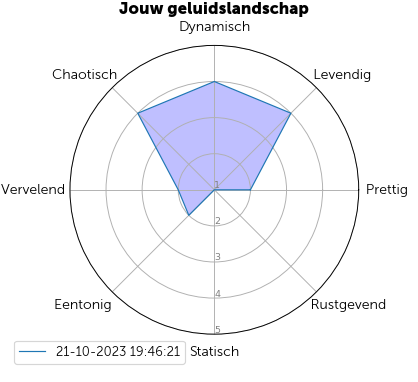 Jouw geluidslandschap
Dynamisch
Chaotisch
Levendig
Vervelend
1
Prettig
2
3
4
Eentonig
Rustgevend
5
21-10-2023 19:46:21
Statisch